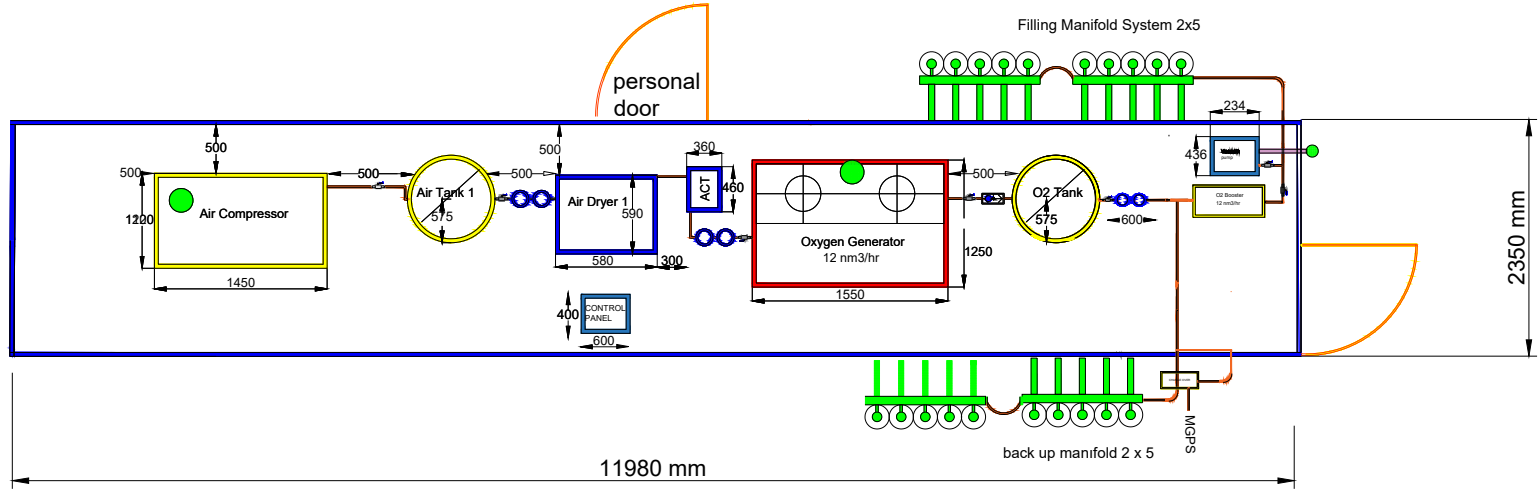 Filling Manifold System 2x5
personal
door
234
500
500
360
436
pump
500
500
500
500
Air Compressor
1200
1450
Air Tank 1
575
Air Dryer 1
590
580
300
ACT
460
Oxygen Generator
12 nm3/hr
1250
1550
O2 Tank
575
600
O2 Booster
12 nm3/hr
2350 mm
CONTROL
PANEL
400
600
MGPS
back up manifold 2 x 5
11980 mm